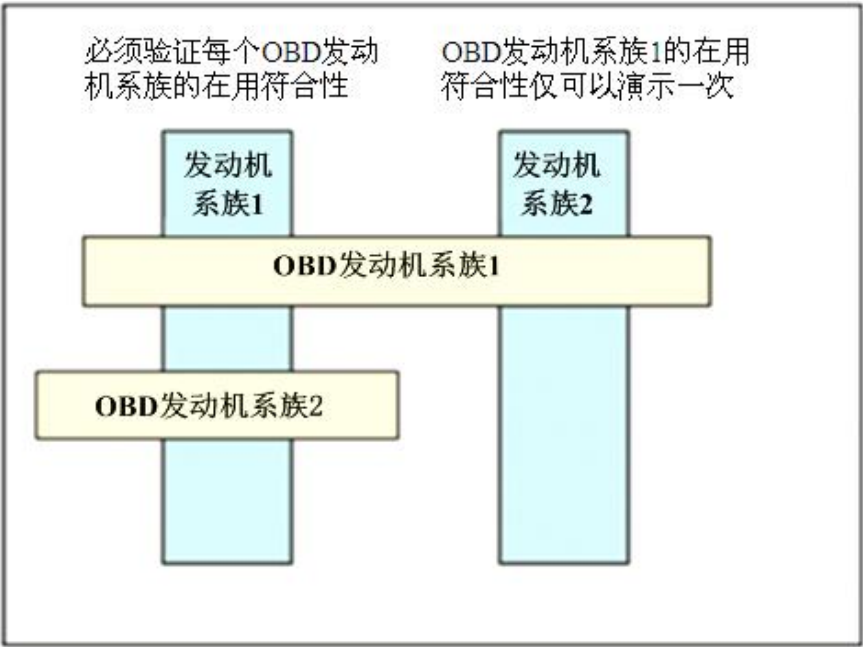 必须验证每个OBD发动
机系族的在用符合性
OBD发动机系族1的在用
符合性仅可以演示一次
发动机
系族1
发动机
系族2
OBD发动机系族1
OBD发动机系族2